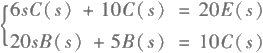 6sC(s) + 10C(s) = 20E(s)
20sB(s) + 5B(s) = 10C(s)